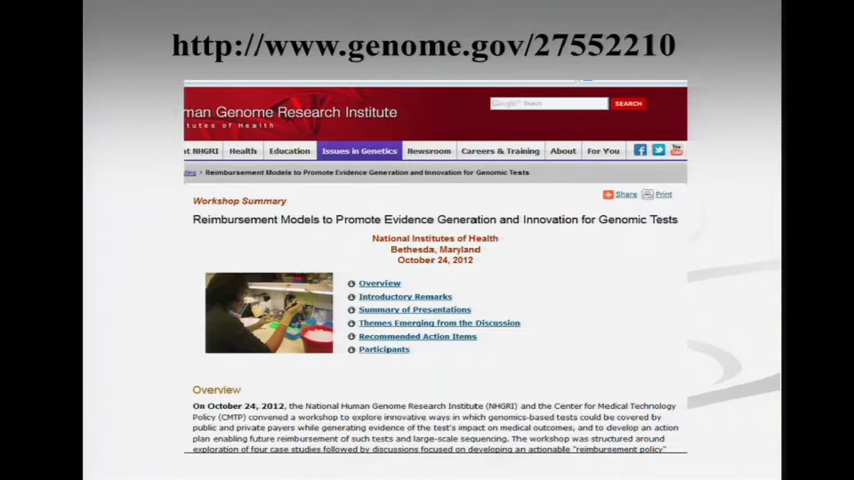 http://www.genome.gov/27552210
man Genome Research Institute
tutes of Health
Google Search
SEARCH
ut NHGRI Health Education Issues in Genetics Newsroom Careers & Training About For You
› Reimbursement Models to Promote Evidence Generation and Innovation for Genomic Tests
Share Print
Workshop Summary
Reimbursement Models to Promote Evidence Generation and Innovation for Genomic Tests
National Institutes of Health
Bethesda, Maryland
October 24, 2012
Overview
Introductory Remarks
Summary of Presentations
Themes Emerging from the Discussion
Recommended Action Items
Participants
Overview
On October 24, 2012, the National Human Genome Research Institute (NHGRI) and the Center for Medical Technology
Policy (CMTP) convened a workshop to explore innovative ways in which genomics-based tests could be covered by
public and private payers while generating evidence of the test's impact on medical outcomes, and to develop an action
plan enabling future reimbursement of such tests and large-scale sequencing. The workshop was structured around
exploration of four case studies followed by discussions focused on developing an actionable "reimbursement policy"